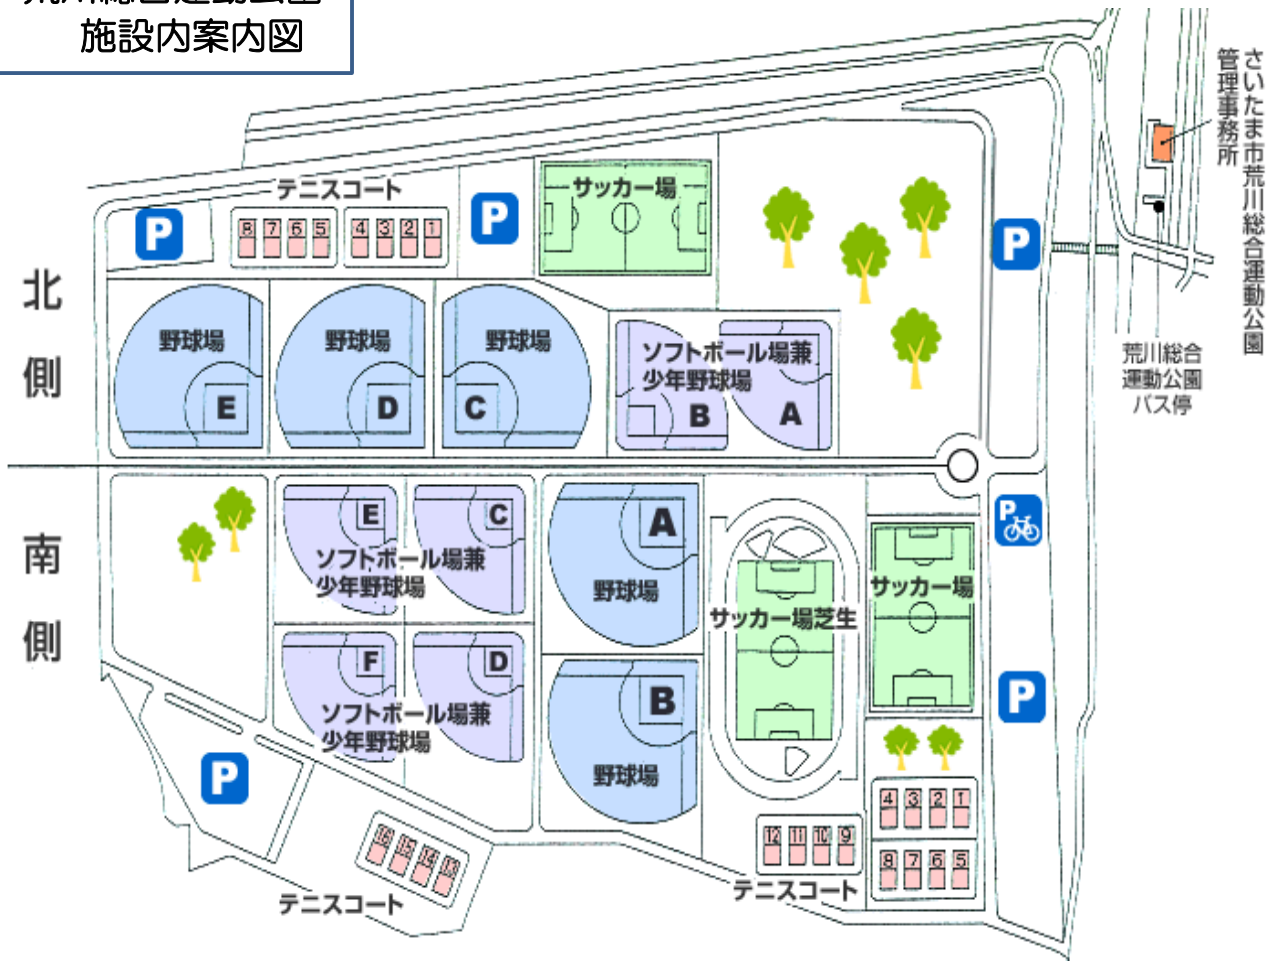 荒川総合運動公園
施設内案内図
さいたま市荒川総合運動公園
管理事務所
テニスコート
サッカー場
P
P
P
8 7 6 5 4 3 2 1
北側
野球場
E
野球場
D
野球場
C
ソフトボール場兼
少年野球場
B
A
荒川総合
運動公園
バス停
南側
E
C
ソフトボール場兼
少年野球場
F
D
ソフトボール場兼
少年野球場
A
野球場
B
野球場
サッカー場芝生
サッカー場
P
P
P
4 3 2 1
8 7 6 5
12 11 10 9
テニスコート
16 15 14 13
テニスコート